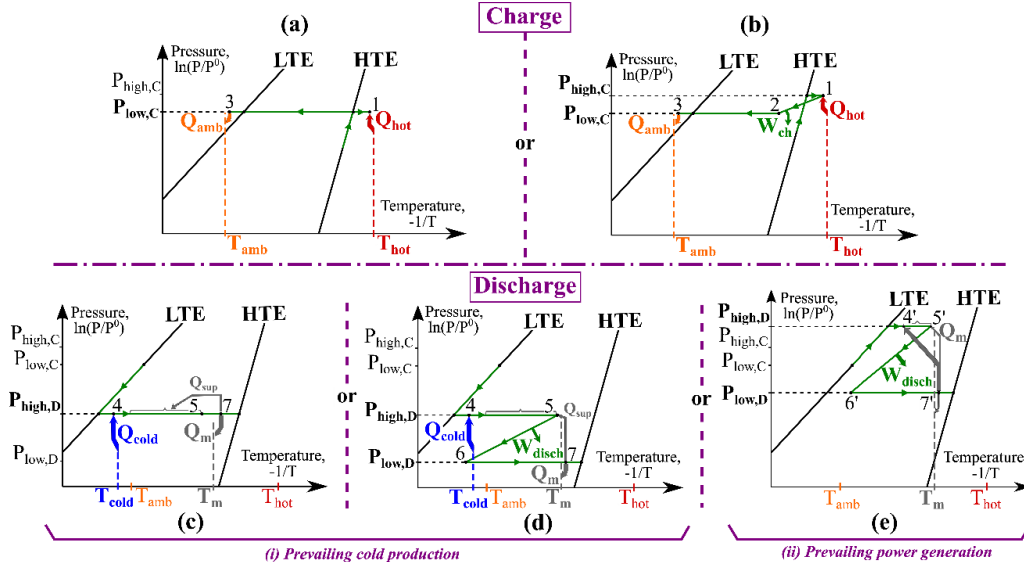 Charge
(a)
Pressure,
ln(P/P⁰)
LTE
HTE
P_high,C
P_low,C
3
1
Q_amb
Q_hot
Temperature,
-1/T
T_amb
T_hot
or
(b)
Pressure,
ln(P/P⁰)
LTE
HTE
P_high,C
P_low,C
3
2
1
Q_amb
W_ch
Q_hot
Temperature,
-1/T
T_amb
T_hot
Discharge
Pressure,
ln(P/P⁰)
LTE
HTE
P_high,C
P_low,C
P_high,D
P_low,D
Q_sup
4
5
7
Q_cold
Q_m
Temperature,
-1/T
T_cold
T_amb
T_m
T_hot
(c)
or
Pressure,
ln(P/P⁰)
LTE
HTE
P_high,C
P_low,C
P_high,D
P_low,D
4
5
Q_sup
Q_cold
W_disch
6
Q_m
7
Temperature,
-1/T
T_cold
T_amb
T_m
T_hot
(d)
or
Pressure,
ln(P/P⁰)
LTE
HTE
P_high,D
P_high,C
P_low,C
P_low,D
4'
5'
Q_m
W_disch
6'
7'
Temperature,
-1/T
T_amb
T_m
T_hot
(e)
(i) Prevailing cold production
(ii) Prevailing power generation